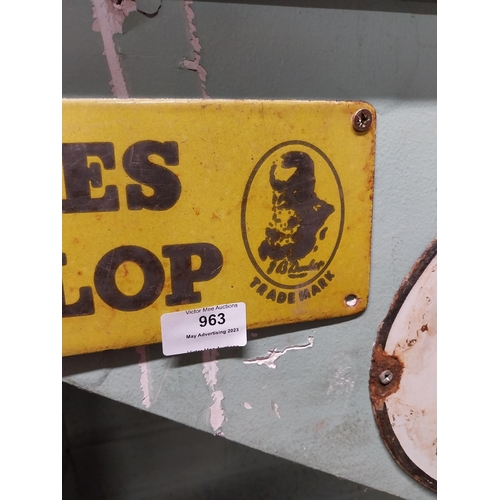 ES
LOP
TRADE MARK
Victor Mee Auctions
963
May Advertising 2023